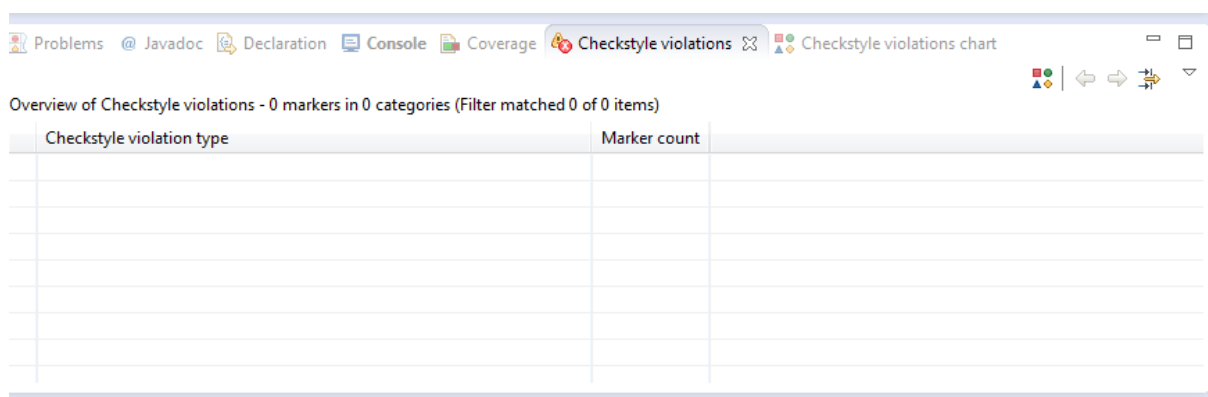 Problems @ Javadoc Declaration Console Coverage Checkstyle violations Checkstyle violations chart
Overview of Checkstyle violations - 0 markers in 0 categories (Filter matched 0 of 0 items)
Checkstyle violation type Marker count